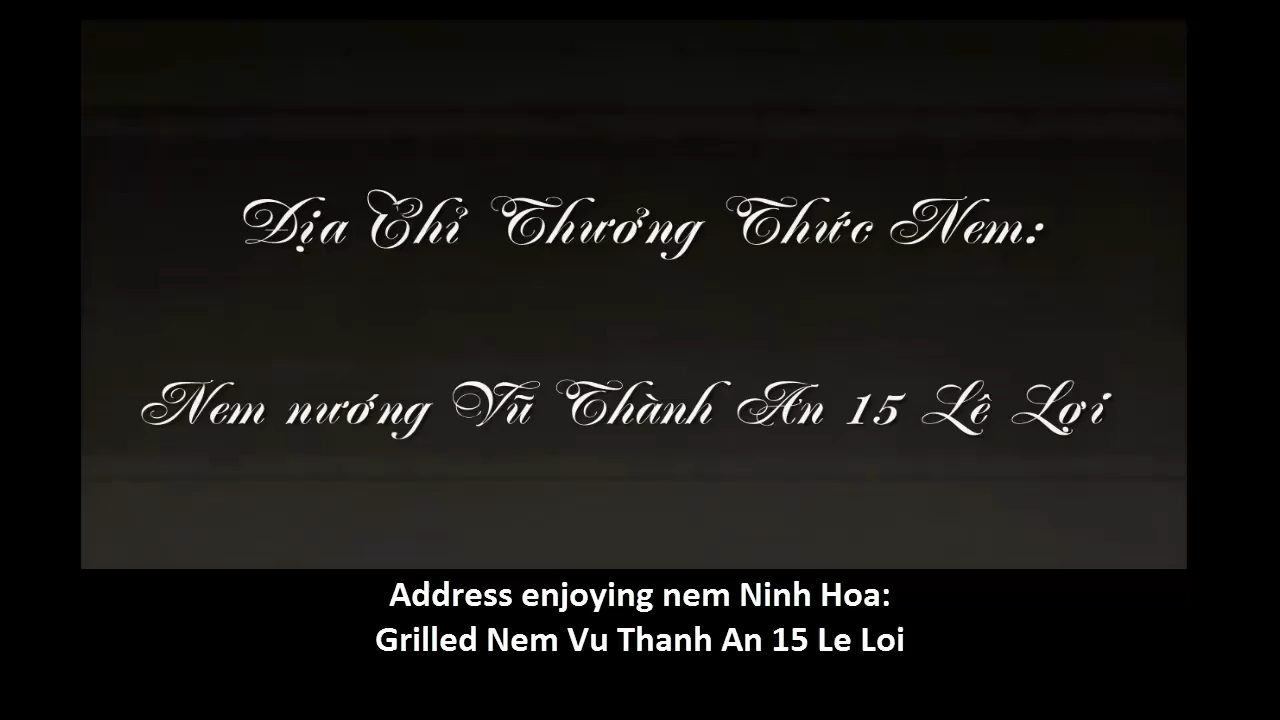 Địa Chỉ Thưởng Thức Nem:
Nem nướng Vũ Thành An 15 Lê Lợi
Address enjoying nem Ninh Hoa:
Grilled Nem Vu Thanh An 15 Le Loi